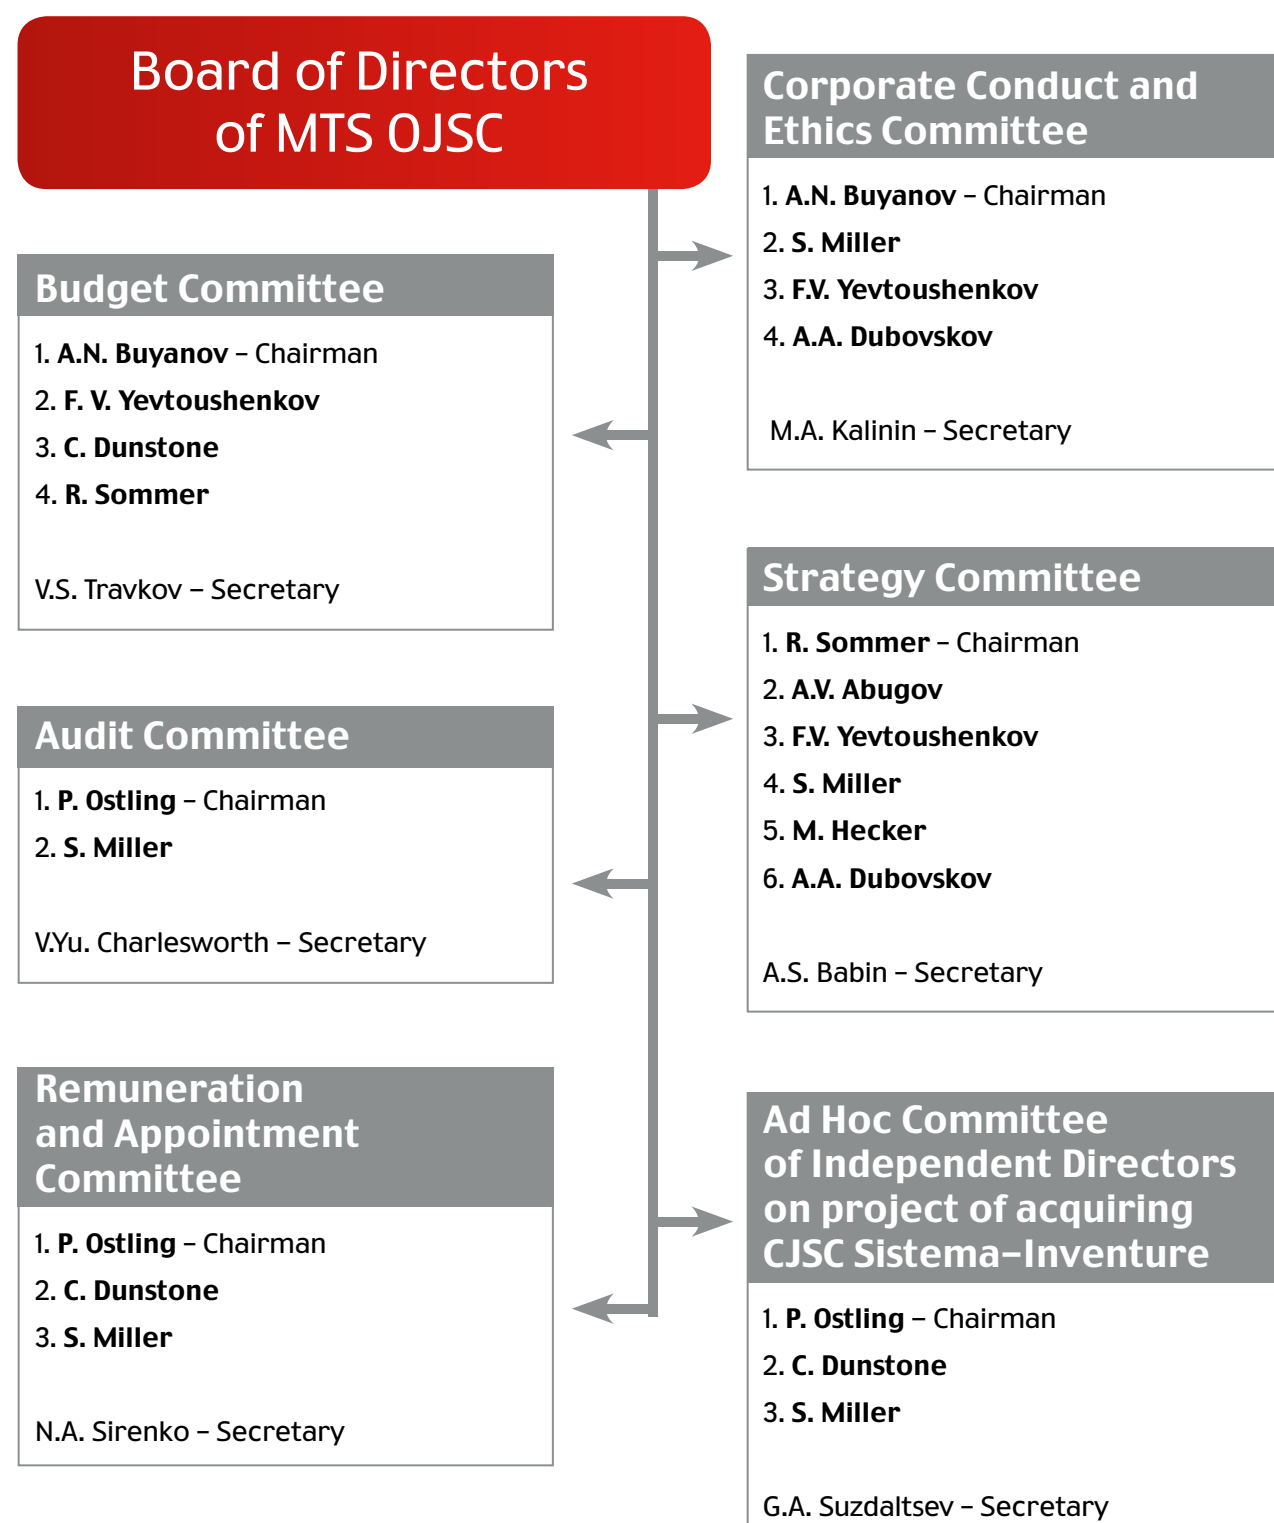 Board of Directors
of MTS OJSC
Budget Committee
1. A.N. Buyanov – Chairman
2. F. V. Yevtoushenkov
3. C. Dunstone
4. R. Sommer
V.S. Travkov – Secretary
Audit Committee
1. P. Ostling – Chairman
2. S. Miller
V.Yu. Charlesworth – Secretary
Remuneration
and Appointment
Committee
1. P. Ostling – Chairman
2. C. Dunstone
3. S. Miller
N.A. Sirenko – Secretary
Corporate Conduct and
Ethics Committee
1. A.N. Buyanov – Chairman
2. S. Miller
3. F.V. Yevtoushenkov
4. A.A. Dubovskov
M.A. Kalinin – Secretary
Strategy Committee
1. R. Sommer – Chairman
2. A.V. Abugov
3. F.V. Yevtoushenkov
4. S. Miller
5. M. Hecker
6. A.A. Dubovskov
A.S. Babin – Secretary
Ad Hoc Committee
of Independent Directors
on project of acquiring
CJSC Sistema–Inventure
1. P. Ostling – Chairman
2. C. Dunstone
3. S. Miller
G.A. Suzdaltsev – Secretary